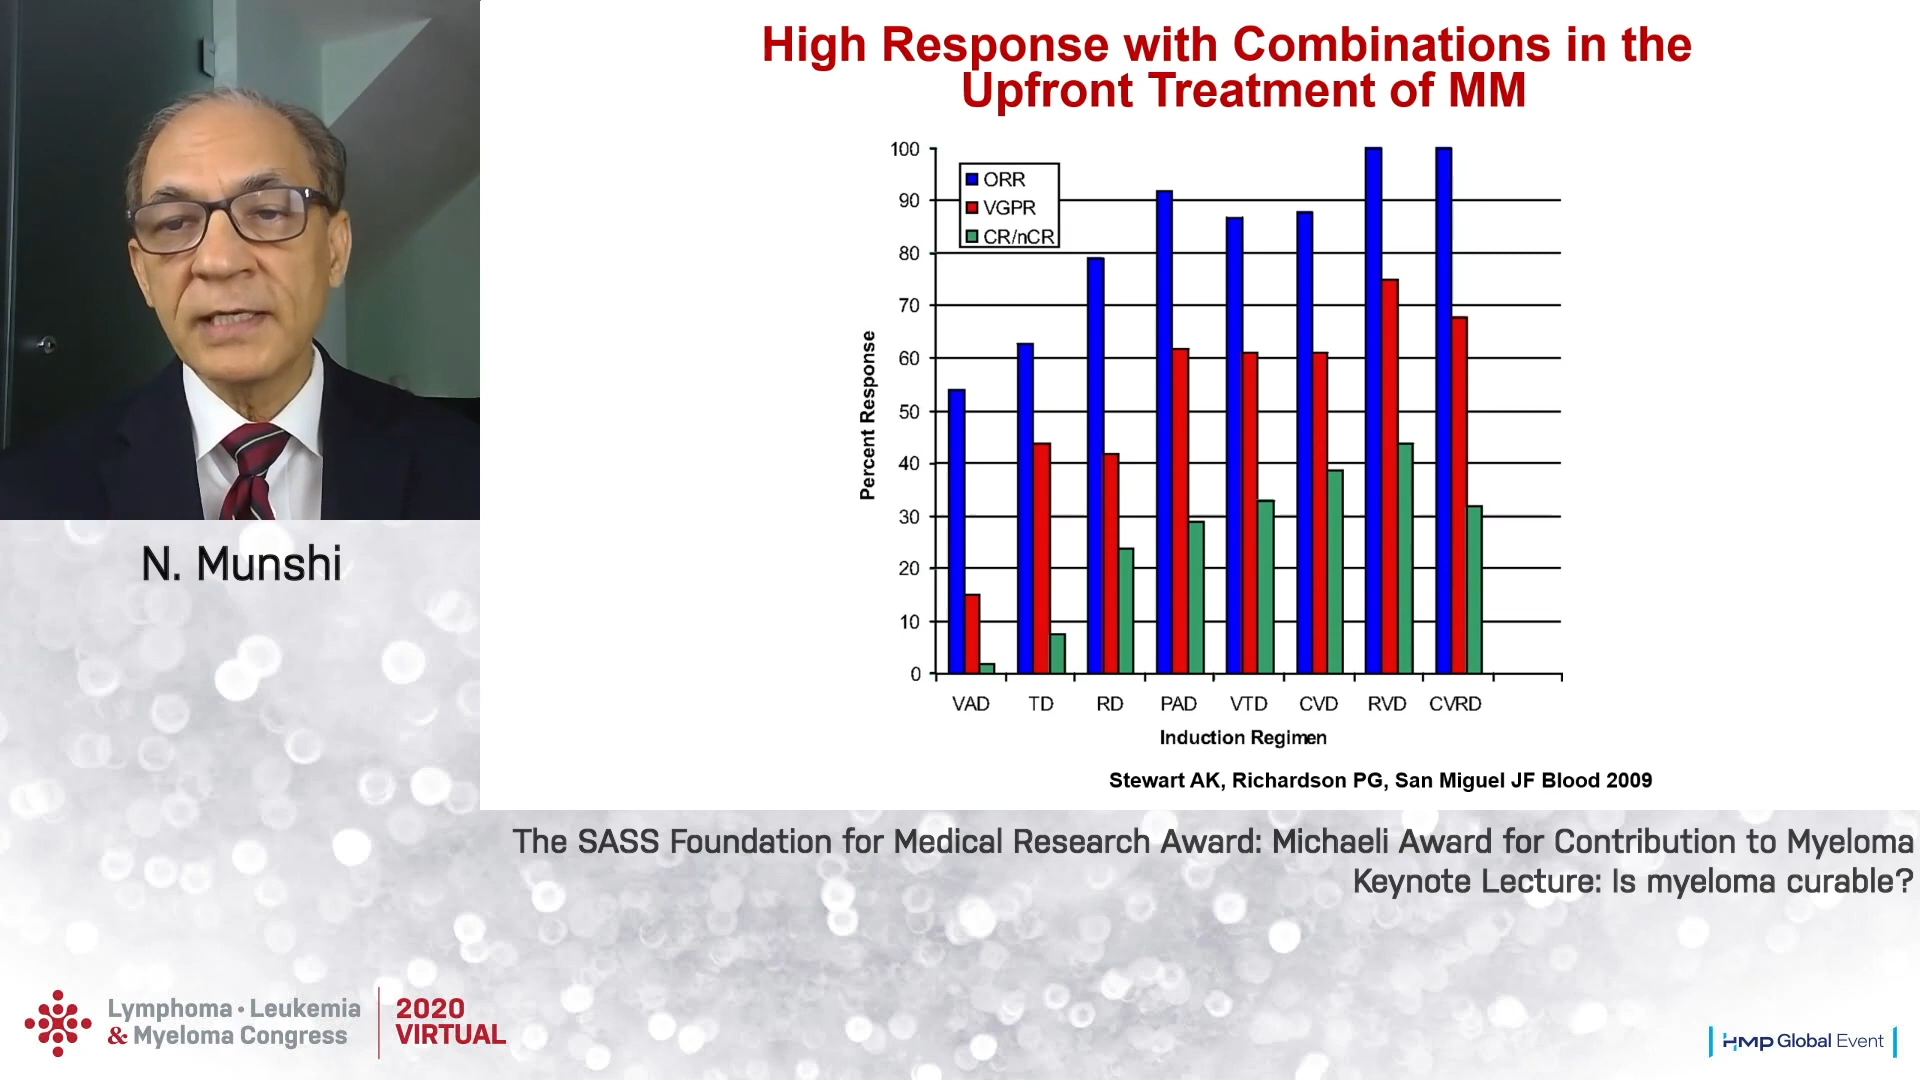 High Response with Combinations in the
Upfront Treatment of MM
100
90
80
70
60
50
40
30
20
10
0
ORR
VGPR
CR/nCR
Percent Response
VAD TD RD PAD VTD CVD RVD CVRD
Induction Regimen
Stewart AK, Richardson PG, San Miguel JF Blood 2009
N. Munshi
The SASS Foundation for Medical Research Award: Michaeli Award for Contribution to Myeloma
Keynote Lecture: Is myeloma curable?
Lymphoma • Leukemia
& Myeloma Congress
2020
VIRTUAL
HMP Global Event